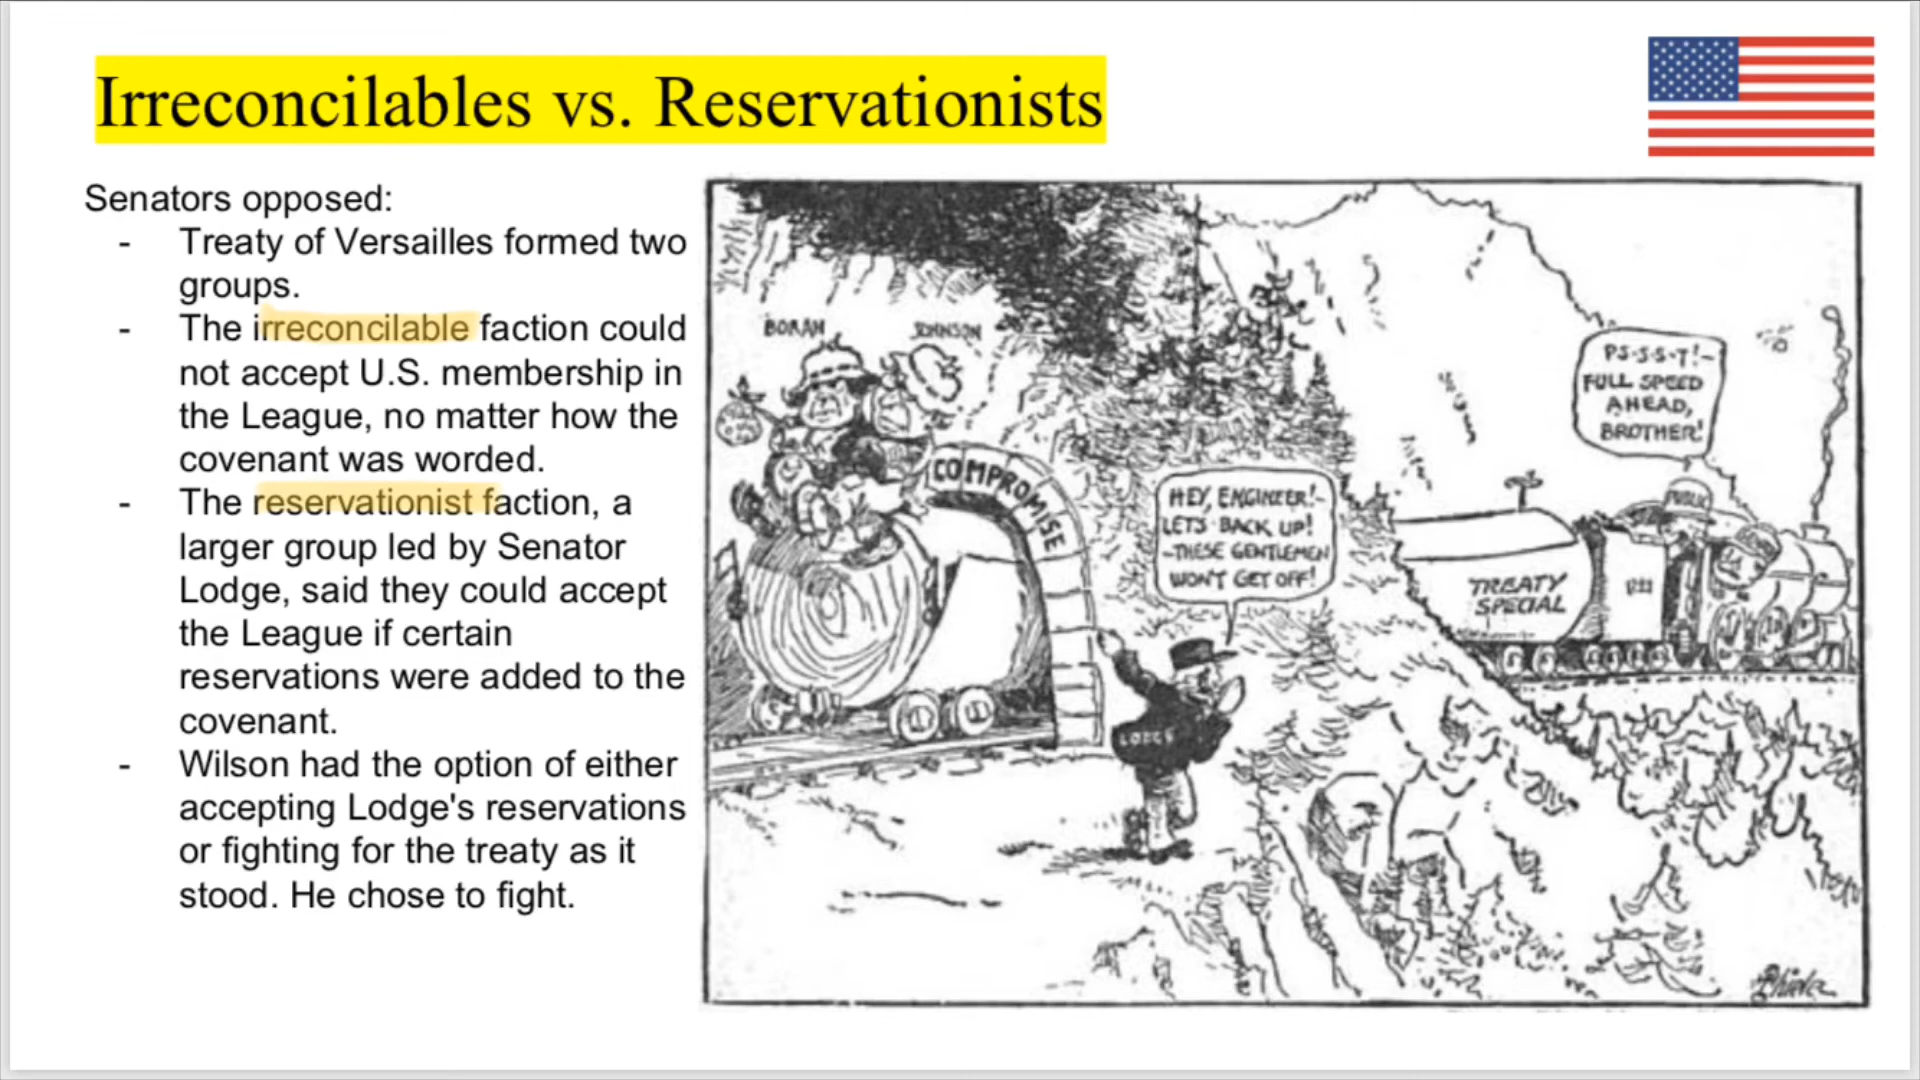 Irreconcilables vs. Reservationists
Senators opposed:
- Treaty of Versailles formed two
groups.
- The irreconcilable faction could
not accept U.S. membership in
the League, no matter how the
covenant was worded.
- The reservationist faction, a
larger group led by Senator
Lodge, said they could accept
the League if certain
reservations were added to the
covenant.
- Wilson had the option of either
accepting Lodge's reservations
or fighting for the treaty as it
stood. He chose to fight.
BORAH
JOHNSON
COMPROMISE
HEY, ENGINEER!-
LET'S BACK UP!
-THESE GENTLEMEN
WON'T GET OFF!
LODGE
PS-S-S-T!-
FULL SPEED
AHEAD,
BROTHER!
PUBLIC
TREATY
SPECIAL